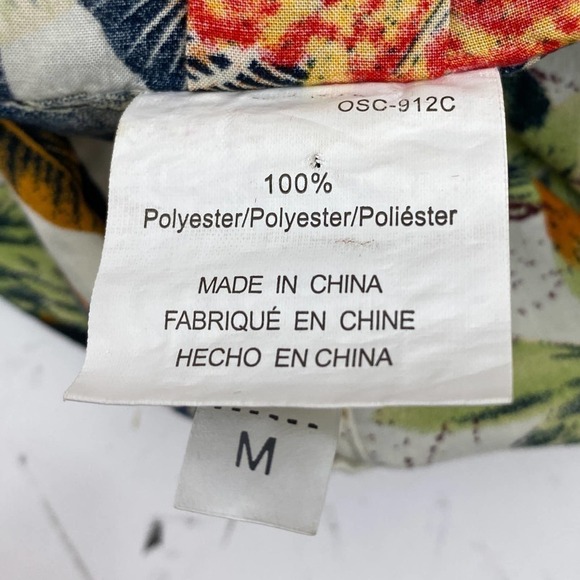 OSC-912C
100%
Polyester/Polyester/Poliéster
MADE IN CHINA
FABRIQUÉ EN CHINE
HECHO EN CHINA
M